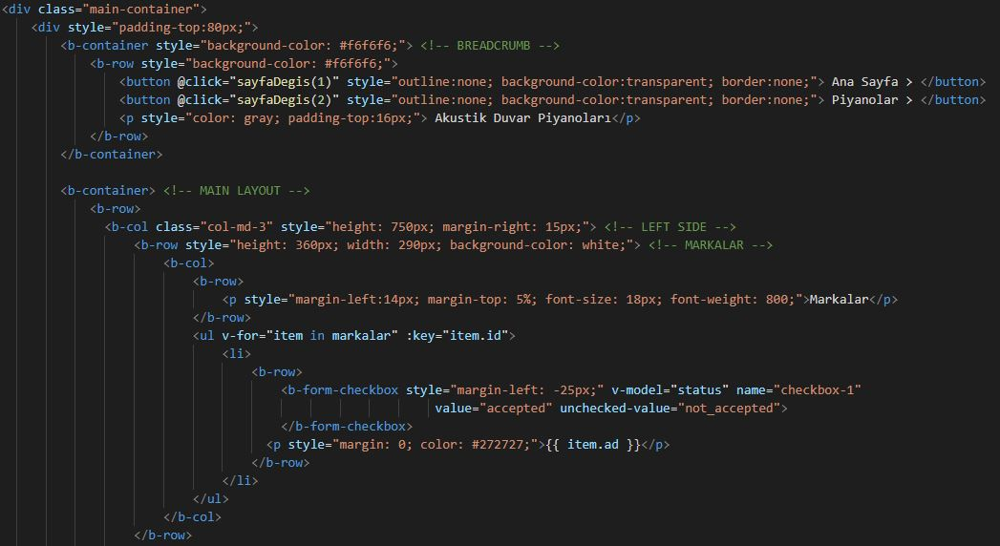 <div class="main-container">
<div style="padding-top:80px;">
<b-container style="background-color: #f6f6f6;"> <!-- BREADCRUMB -->
<b-row style="background-color: #f6f6f6;">
<button @click="sayfaDegis(1)" style="outline:none; background-color:transparent; border:none;"> Ana Sayfa > </button>
<button @click="sayfaDegis(2)" style="outline:none; background-color:transparent; border:none;"> Piyanolar > </button>
<p style="color: gray; padding-top:16px;"> Akustik Duvar Piyanoları</p>
</b-row>
</b-container>
<b-container> <!-- MAIN LAYOUT -->
<b-row>
<b-col class="col-md-3" style="height: 750px; margin-right: 15px;"> <!-- LEFT SIDE -->
<b-row style="height: 360px; width: 290px; background-color: white;"> <!-- MARKALAR -->
<b-col>
<b-row>
<p style="margin-left:14px; margin-top: 5%; font-size: 18px; font-weight: 800;">Markalar</p>
</b-row>
<ul v-for="item in markalar" :key="item.id">
<li>
<b-row>
<b-form-checkbox style="margin-left: -25px;" v-model="status" name="checkbox-1"
value="accepted" unchecked-value="not_accepted">
</b-form-checkbox>
<p style="margin: 0; color: #272727;">{{ item.ad }}</p>
</b-row>
</li>
</ul>
</b-col>
</b-row>